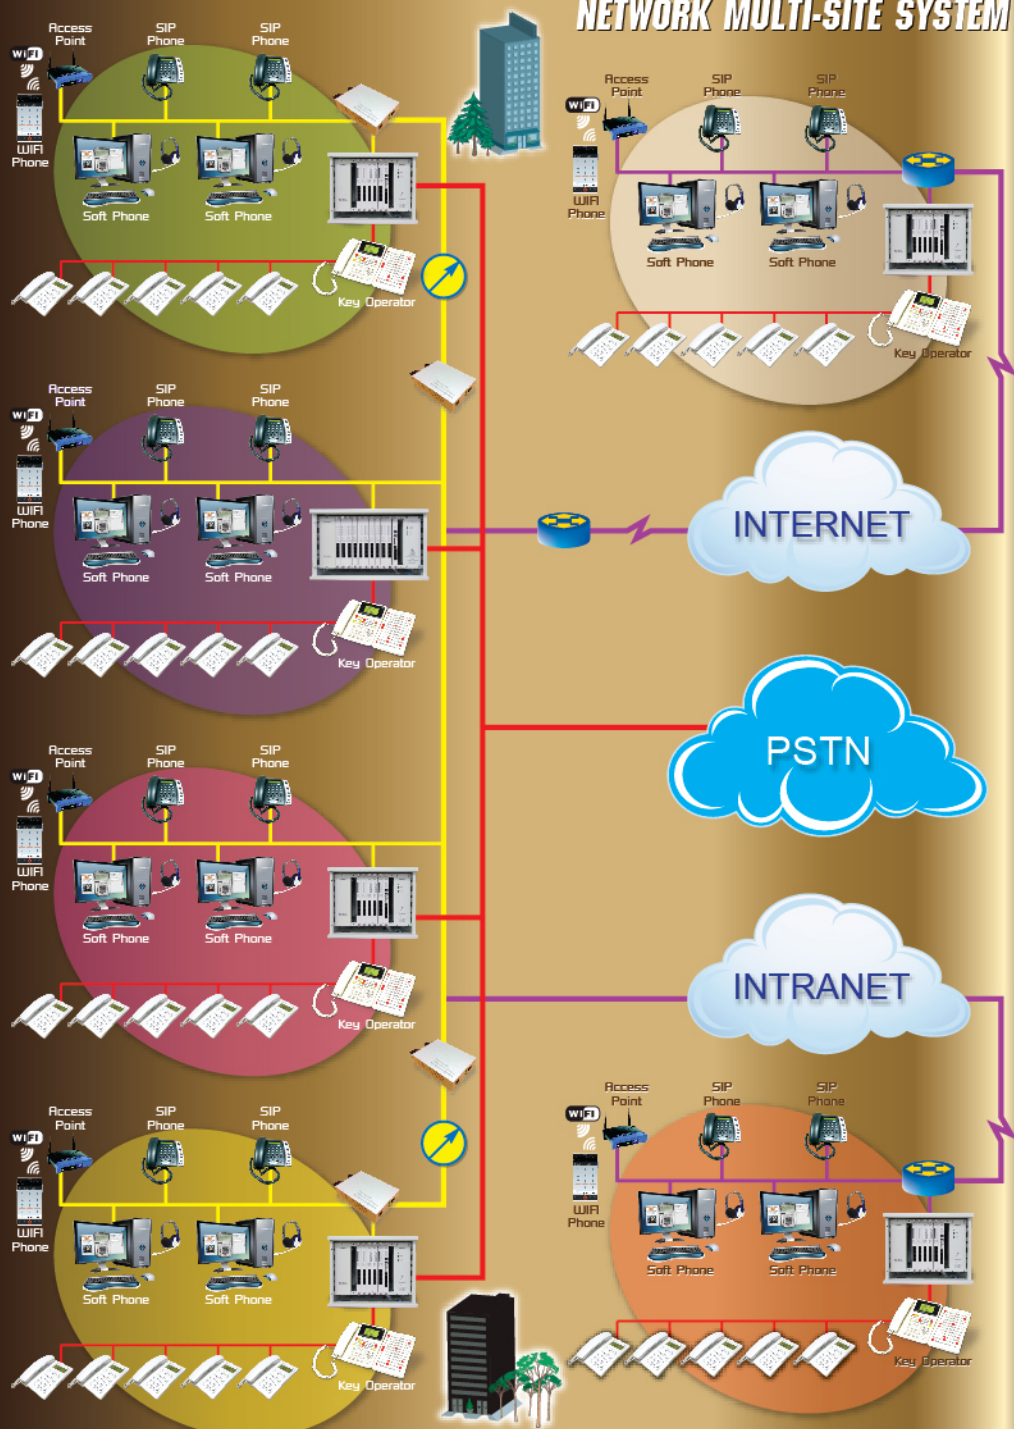 NETWORK MULTI-SITE SYSTEM
Access
Point
SIP
Phone
SIP
Phone
WiFi
WIFI
Phone
Soft Phone
Soft Phone
Key Operator
Access
Point
SIP
Phone
SIP
Phone
WiFi
WIFI
Phone
Soft Phone
Soft Phone
Key Operator
Access
Point
SIP
Phone
SIP
Phone
WiFi
WIFI
Phone
Soft Phone
Soft Phone
Key Operator
INTERNET
PSTN
Access
Point
SIP
Phone
SIP
Phone
WiFi
WIFI
Phone
Soft Phone
Soft Phone
Key Operator
INTRANET
Access
Point
SIP
Phone
SIP
Phone
WiFi
WIFI
Phone
Soft Phone
Soft Phone
Key Operator
Access
Point
SIP
Phone
SIP
Phone
WiFi
WIFI
Phone
Soft Phone
Soft Phone
Key Operator